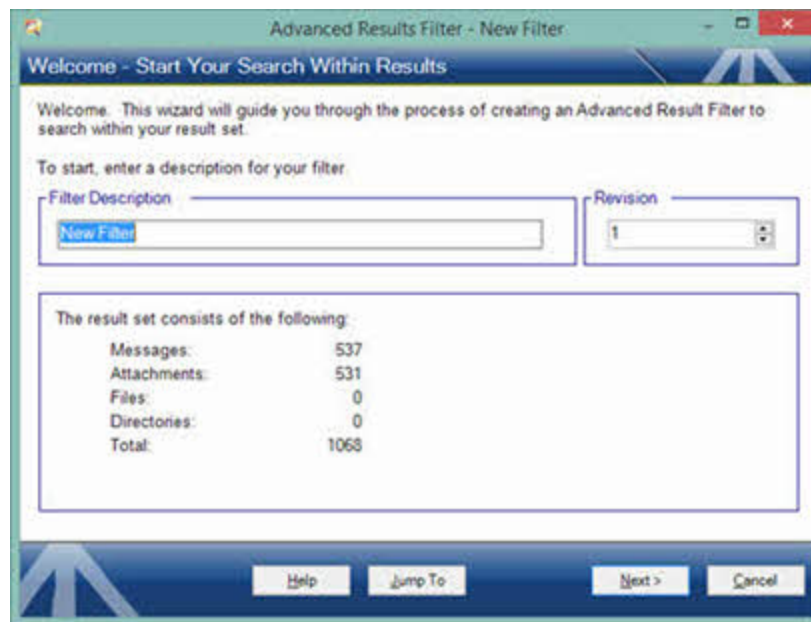 Advanced Results Filter - New Filter
Welcome - Start Your Search Within Results
Welcome. This wizard will guide you through the process of creating an Advanced Result Filter to
search within your result set.
To start, enter a description for your filter
Filter Description
Revision
New Filter
1
The result set consists of the following:
Messages: 537
Attachments: 531
Files: 0
Directories: 0
Total: 1068
Help
Jump To
Next >
Cancel